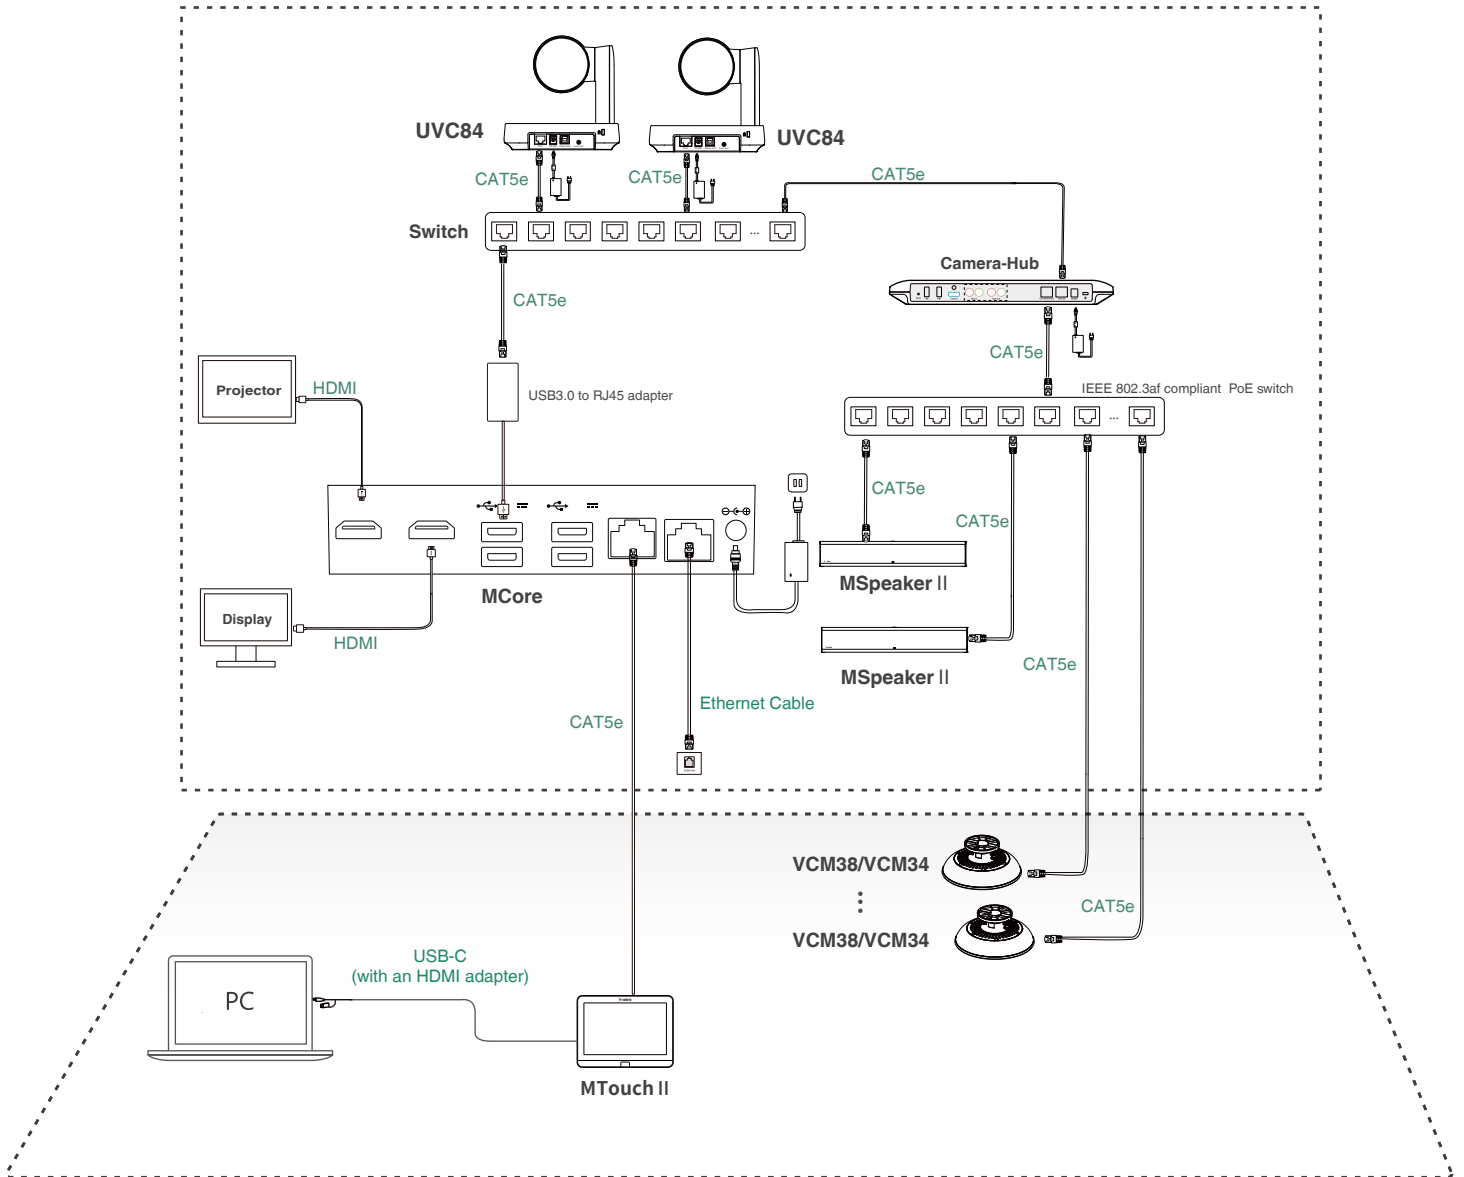 UVC84
UVC84
CAT5e
CAT5e
CAT5e
Switch
...
Camera-Hub
CAT5e
CAT5e
IEEE 802.3af compliant PoE switch
Projector
HDMI
USB3.0 to RJ45 adapter
...
CAT5e
CAT5e
MSpeaker II
MCore
Display
HDMI
MSpeaker II
CAT5e
Ethernet Cable
CAT5e
VCM38/VCM34
CAT5e
VCM38/VCM34
USB-C
(with an HDMI adapter)
PC
Yealink
MTouch II